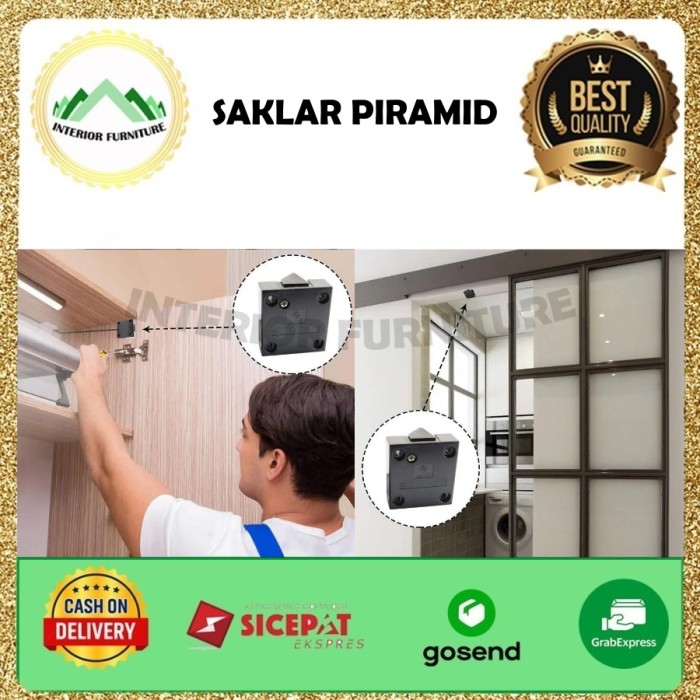 INTERIOR FURNITURE
SAKLAR PIRAMID
BEST
QUALITY
GUARANTEED
INTERIOR FURNITURE
CASH ON
DELIVERY
SICEPAT
EKSPRES
gosend
GrabExpress